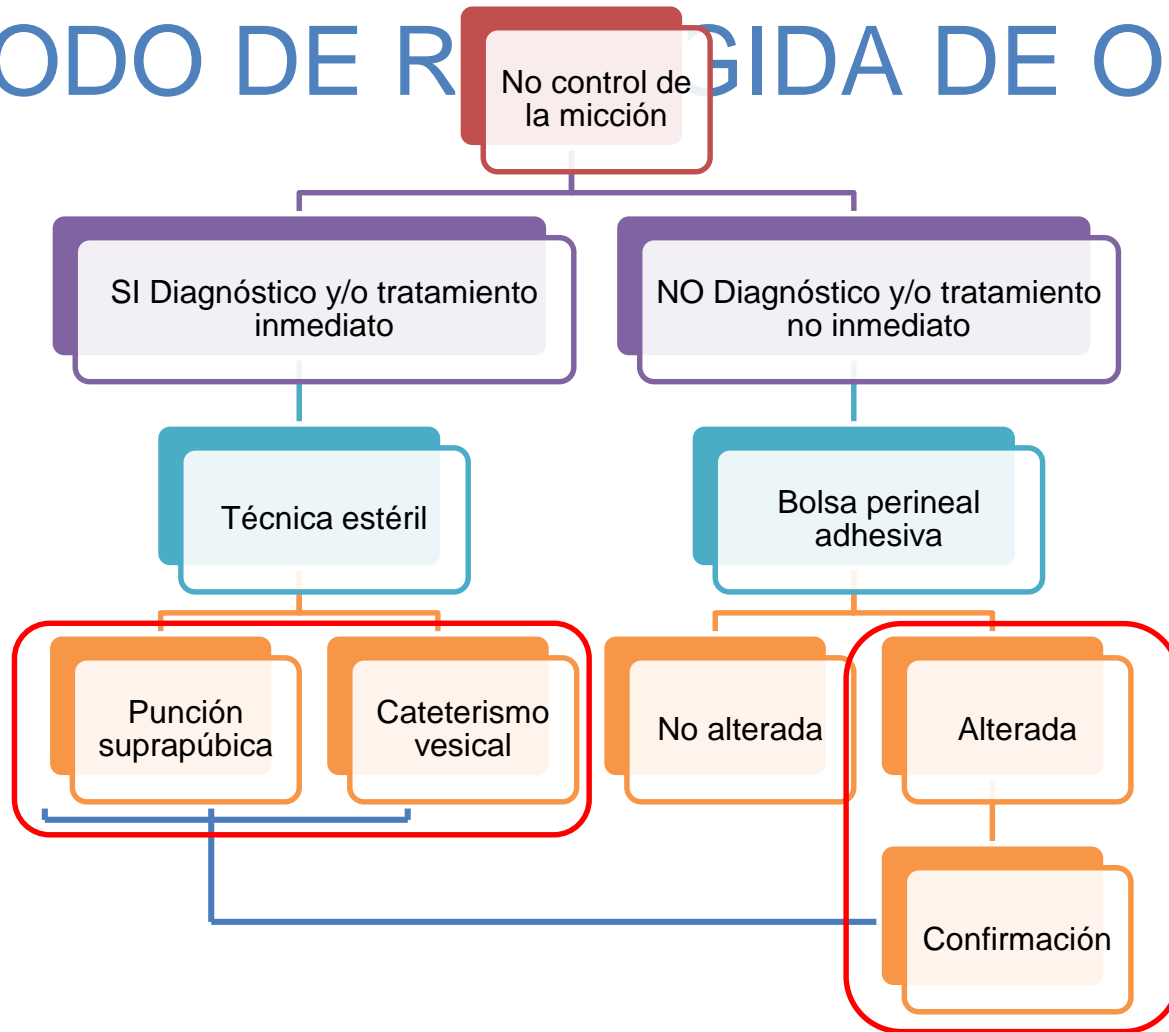 ODO DE R GIDA DE O
No control de
la micción
SI Diagnóstico y/o tratamiento
inmediato
NO Diagnóstico y/o tratamiento
no inmediato
Técnica estéril
Bolsa perineal
adhesiva
Punción
suprapúbica
Cateterismo
vesical
No alterada
Alterada
Confirmación